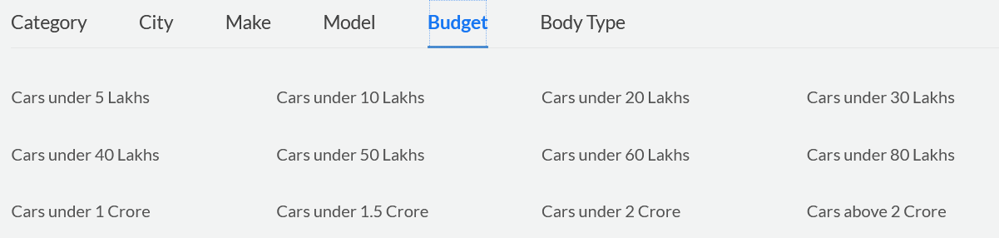 Category City Make Model Budget Body Type
Cars under 5 Lakhs Cars under 10 Lakhs Cars under 20 Lakhs Cars under 30 Lakhs
Cars under 40 Lakhs Cars under 50 Lakhs Cars under 60 Lakhs Cars under 80 Lakhs
Cars under 1 Crore Cars under 1.5 Crore Cars under 2 Crore Cars above 2 Crore